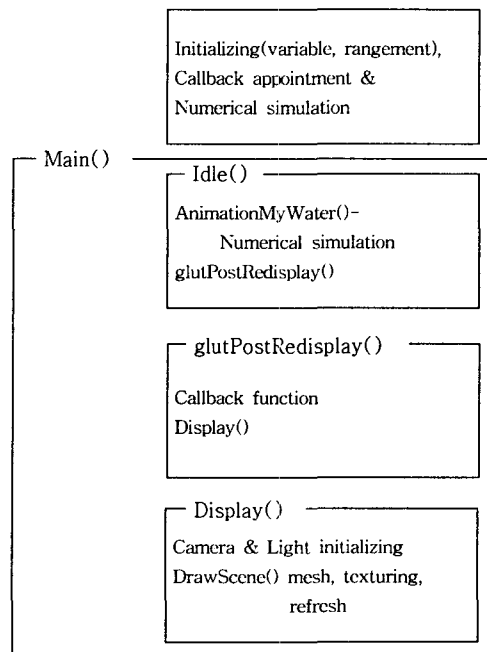 Initializing(variable, rangement),
Callback appointment &
Numerical simulation
Main()
Idle()
AnimationMyWater()-
Numerical simulation
glutPostRedisplay()
glutPostRedisplay()
Callback function
Display()
Display()
Camera & Light initializing
DrawScene() mesh, texturing,
refresh